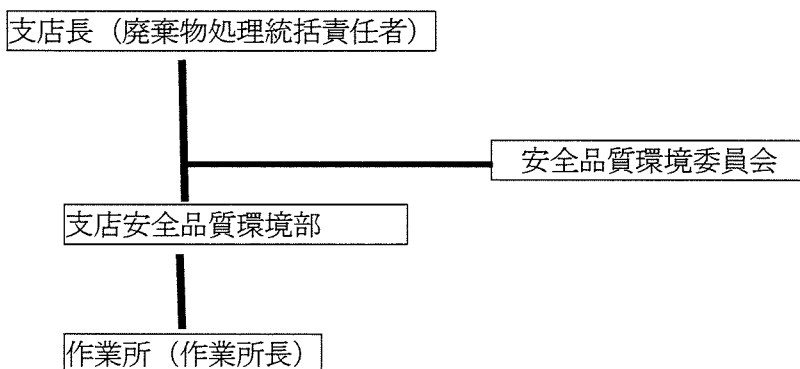 支店長（廃棄物処理統括責任者）
安全品質環境委員会
支店安全品質環境部
作業所（作業所長）